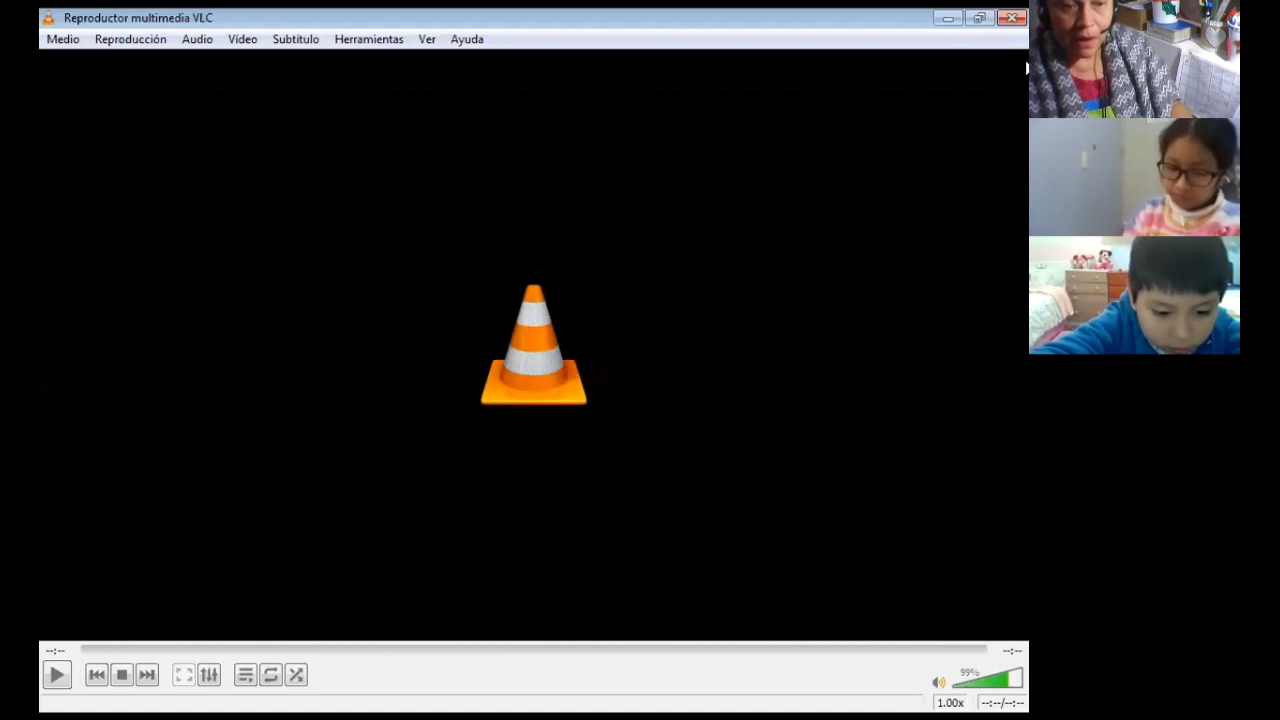 Reproductor multimedia VLC
Medio Reproducción Audio Vídeo Subtítulo Herramientas Ver Ayuda
--:-- --:--
99%
1.00x --:--/--:--